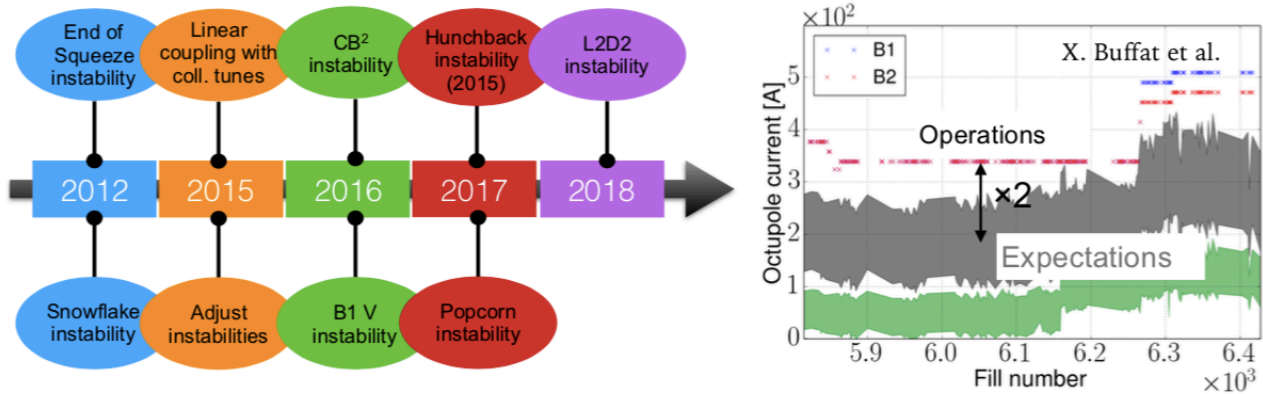 End of
Squeeze
instability
Linear
coupling with
coll. tunes
CB²
instability
Hunchback
instability
(2015)
L2D2
instability
2012
2015
2016
2017
2018
Snowflake
instability
Adjust
instabilities
B1 V
instability
Popcorn
instability
×10²
B1
B2
X. Buffat et al.
Operations
×2
Expectations
Octupole current [A]
5
4
3
2
1
0
5.9
6.0
6.1
6.2
6.3
6.4
Fill number
×10³